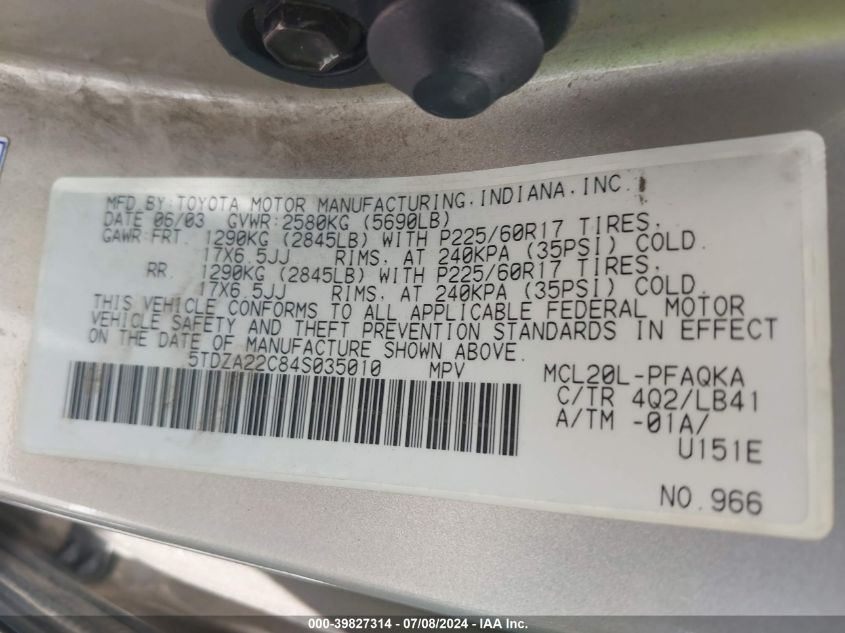 MFD.BY:TOYOTA MOTOR MANUFACTURING,INDIANA,INC.
DATE 06/03 GVWR:2580KG (5690LB)
GAWR:FRT. 1290KG (2845LB) WITH P225/60R17 TIRES.
17X6.5JJ RIMS. AT 240KPA (35PSI) COLD.
RR. 1290KG (2845LB) WITH P225/60R17 TIRES.
17X6.5JJ RIMS. AT 240KPA (35PSI) COLD.
THIS VEHICLE CONFORMS TO ALL APPLICABLE FEDERAL MOTOR
VEHICLE SAFETY AND THEFT PREVENTION STANDARDS IN EFFECT
ON THE DATE OF MANUFACTURE SHOWN ABOVE.
5TDZA22C84S035010 MPV MCL20L-PFAQKA
C/TR 4Q2/LB41
A/TM -01A/
U151E
NO.966
000-39827314 / 07/08/2024 - IAA Inc.